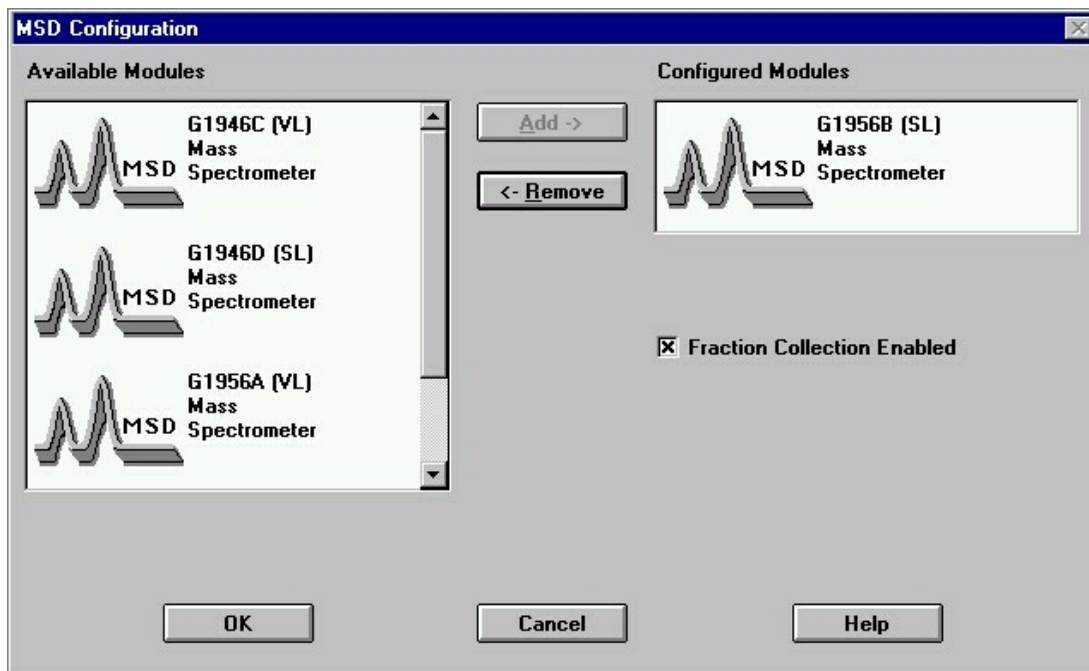 MSD Configuration
Available Modules
G1946C (VL)
Mass
MSD Spectrometer
G1946D (SL)
Mass
MSD Spectrometer
G1956A (VL)
Mass
MSD Spectrometer
Add ->
<- Remove
Configured Modules
G1956B (SL)
Mass
MSD Spectrometer
Fraction Collection Enabled
OK
Cancel
Help